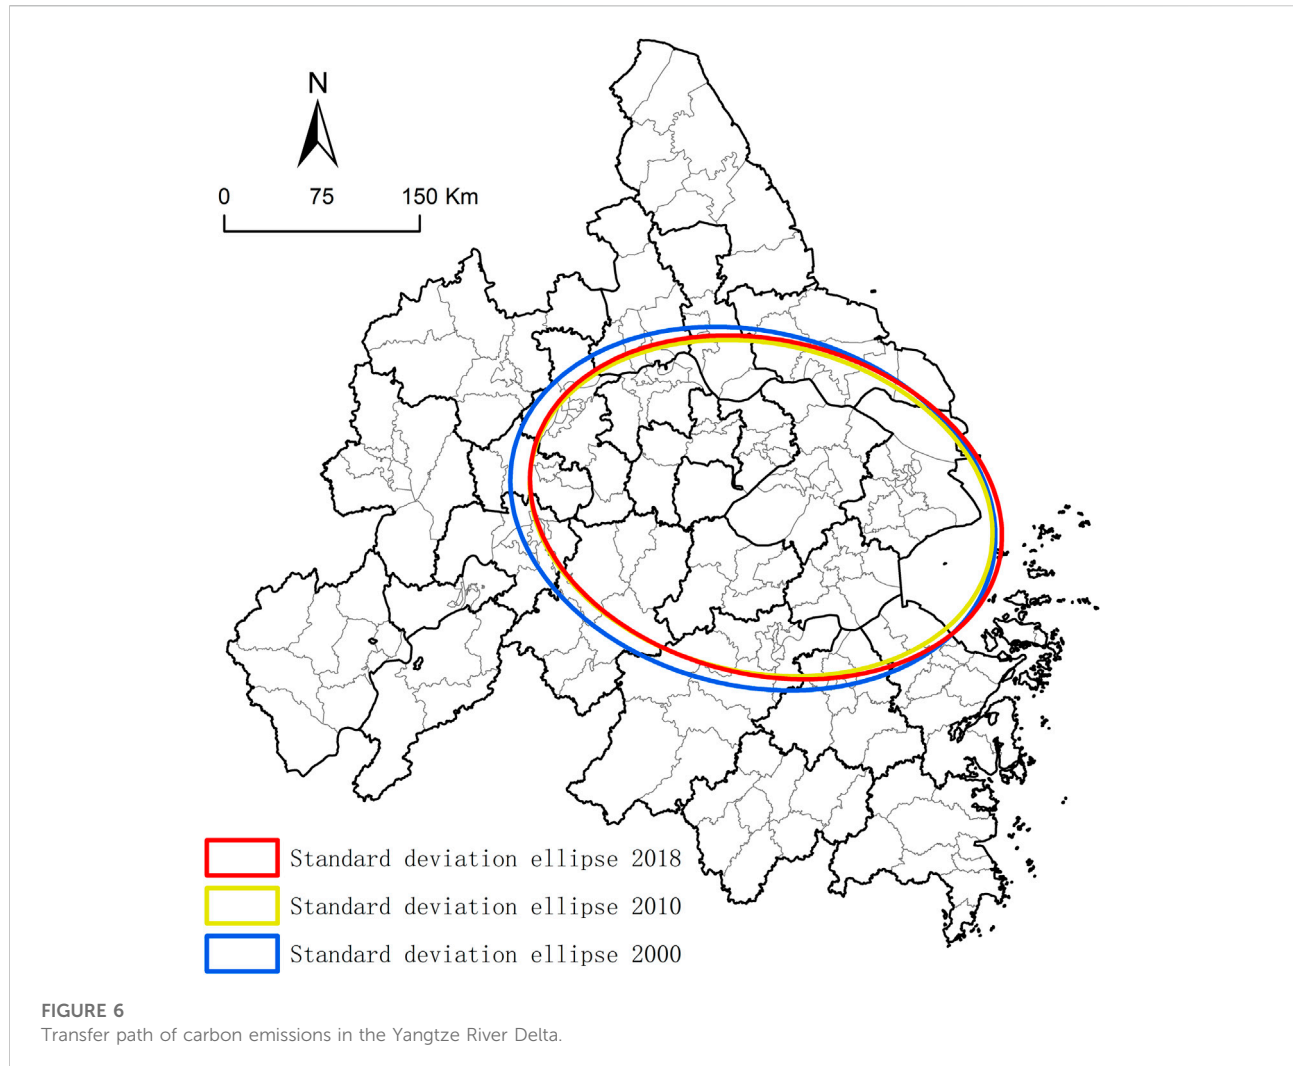 N
0 75 150 Km
Standard deviation ellipse 2018
Standard deviation ellipse 2010
Standard deviation ellipse 2000
FIGURE 6
Transfer path of carbon emissions in the Yangtze River Delta.